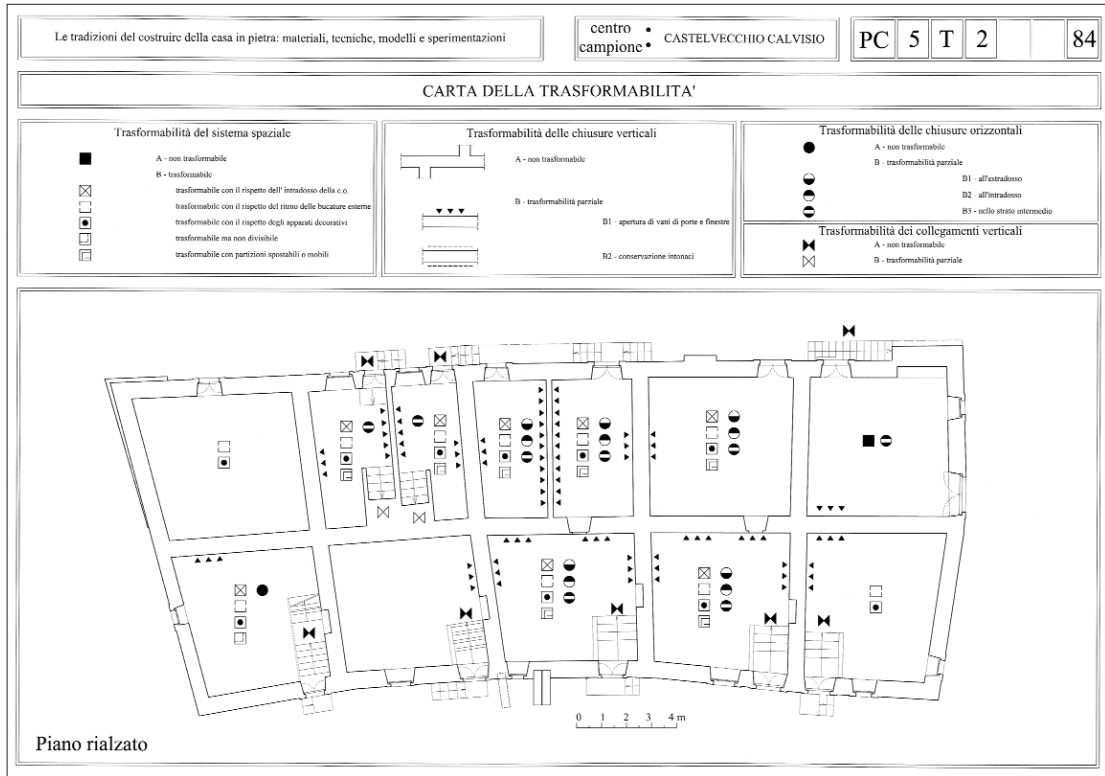 Le tradizioni del costruire della casa in pietra: materiali, tecniche, modelli e sperimentazioni
centro campione
CASTELVECCHIO CALVISIO
PC 5 T 2 84
CARTA DELLA TRASFORMABILITA'
Trasformabilità del sistema spaziale
A - non trasformabile
B - trasformabile
trasformabile con il rispetto dell' intradosso della c.o.
trasformabile con il rispetto del ritmo delle bucature esterne
trasformabile con il rispetto degli apparati decorativi
trasformabile ma non divisibile
trasformabile con partizioni spostabili o mobili
Trasformabilità delle chiusure verticali
A - non trasformabile
B - trasformabilità parziale
B1 - apertura di vani di porte e finestre
B2 - conservazione intonaci
Trasformabilità delle chiusure orizzontali
A - non trasformabile
B - trasformabilità parziale
B1 - all'estradosso
B2 - all'intradosso
B3 - nello strato intermedio
Trasformabilità dei collegamenti verticali
A - non trasformabile
B - trasformabilità parziale
0 1 2 3 4 m
Piano rialzato